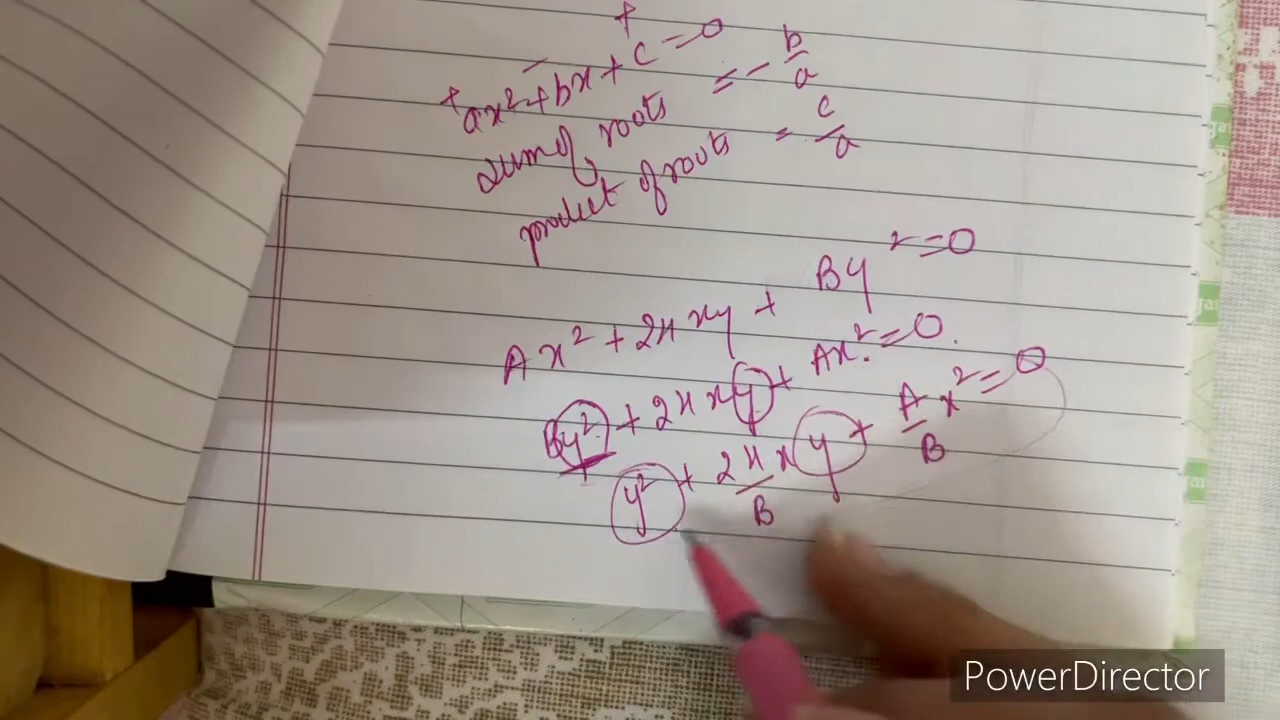 +
+ −
ax² + bx + c = 0
sum of roots = - b/a
product of roots = c/a
Ax² + 2Hxy + By² = 0
By² + 2Hxy + Ax² = 0.
y² + 2H/B xy + A/B x² = 0
PowerDirector